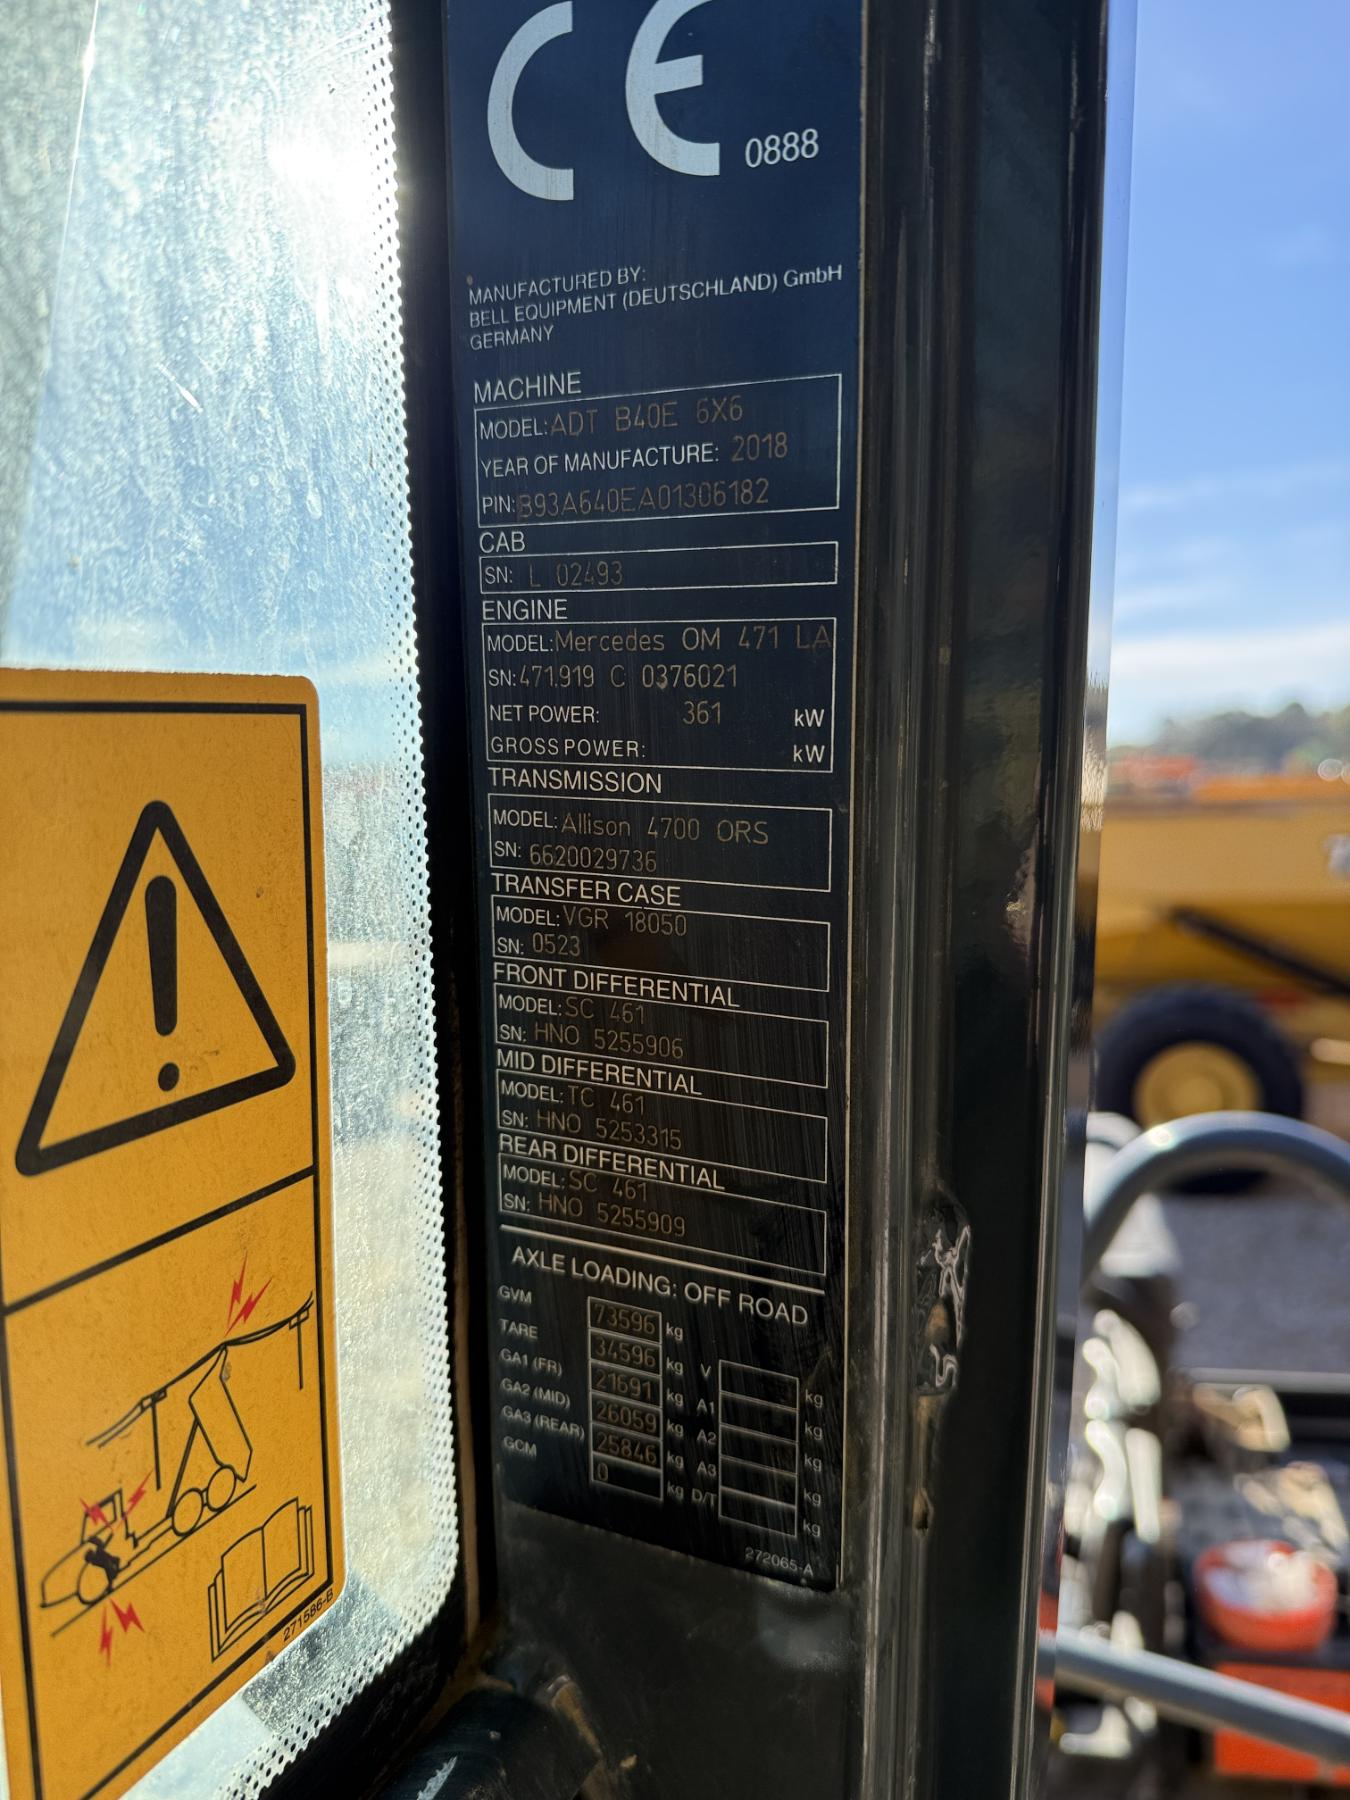 CE 0888
MANUFACTURED BY:
BELL EQUIPMENT (DEUTSCHLAND) GmbH
GERMANY
MACHINE
MODEL: ADT B40E 6X6
YEAR OF MANUFACTURE: 2018
PIN: B93A640EA01306182
CAB
SN: L 02493
ENGINE
MODEL: Mercedes OM 471 LA
SN: 471.919 C 0376021
NET POWER: 361 kW
GROSS POWER: kW
TRANSMISSION
MODEL: Allison 4700 ORS
SN: 6620029736
TRANSFER CASE
MODEL: VGR 18050
SN: 0523
FRONT DIFFERENTIAL
MODEL: SC 461
SN: HNO 5255906
MID DIFFERENTIAL
MODEL: TC 461
SN: HNO 5253315
REAR DIFFERENTIAL
MODEL: SC 461
SN: HNO 5255909
AXLE LOADING: OFF ROAD
GVM 73596 kg
TARE 34596 kg V kg
GA1 (FR) 21691 kg A1 kg
GA2 (MID) 26059 kg A2 kg
GA3 (REAR) 25846 kg A3 kg
GCM 0 kg D/T kg
272065-A
271586-B